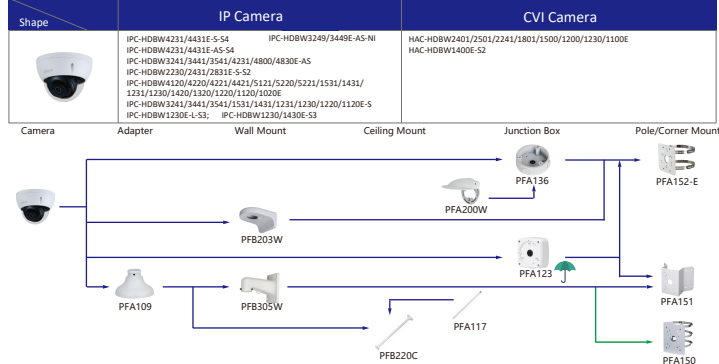 Shape
IP Camera
CVI Camera
IPC-HDBW4231/4431E-S-S4 IPC-HDBW3249/3449E-AS-NI
IPC-HDBW4231/4431E-AS-S4
IPC-HDBW3241/3441/3541/4231/4800/4830E-AS
IPC-HDBW2230/2431/2831E-S-S2
IPC-HDBW4120/4220/4221/4421/5121/5220/5221/1531/1431/
1231/1230/1420/1320/1220/1120/1020E
IPC-HDBW3241/3441/3541/1531/1431/1231/1230/1220/1120E-S
IPC-HDBW1230E-L-S3; IPC-HDBW1230/1430E-S3
HAC-HDBW2401/2501/2241/1801/1500/1200/1230/1100E
HAC-HDBW1400E-S2
Camera Adapter Wall Mount Ceiling Mount Junction Box Pole/Corner Mount
PFA136
PFA152-E
PFA200W
PFB203W
PFA123
PFA109
PFB305W
PFA151
PFA117
PFB220C
PFA150